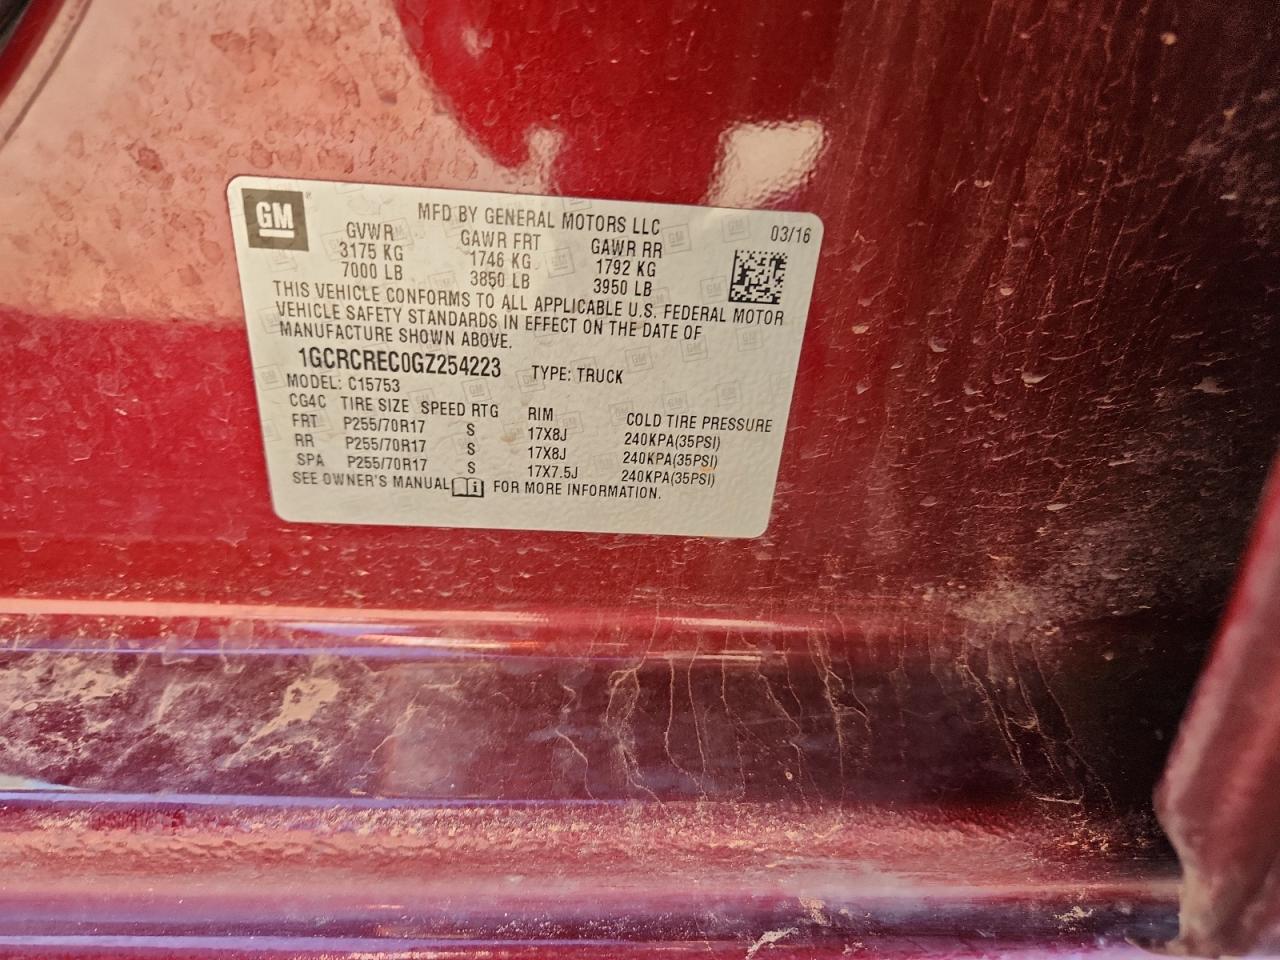 GM
MFD BY GENERAL MOTORS LLC 03/16
GVWR GAWR FRT GAWR RR
3175 KG 1746 KG 1792 KG
7000 LB 3850 LB 3950 LB
THIS VEHICLE CONFORMS TO ALL APPLICABLE U.S. FEDERAL MOTOR
VEHICLE SAFETY STANDARDS IN EFFECT ON THE DATE OF
MANUFACTURE SHOWN ABOVE.
1GCRCREC0GZ254223 TYPE: TRUCK
MODEL: C15753
CG4C TIRE SIZE SPEED RTG RIM COLD TIRE PRESSURE
FRT P255/70R17 S 17X8J 240KPA(35PSI)
RR P255/70R17 S 17X8J 240KPA(35PSI)
SPA P255/70R17 S 17X7.5J 240KPA(35PSI)
SEE OWNER'S MANUAL FOR MORE INFORMATION.